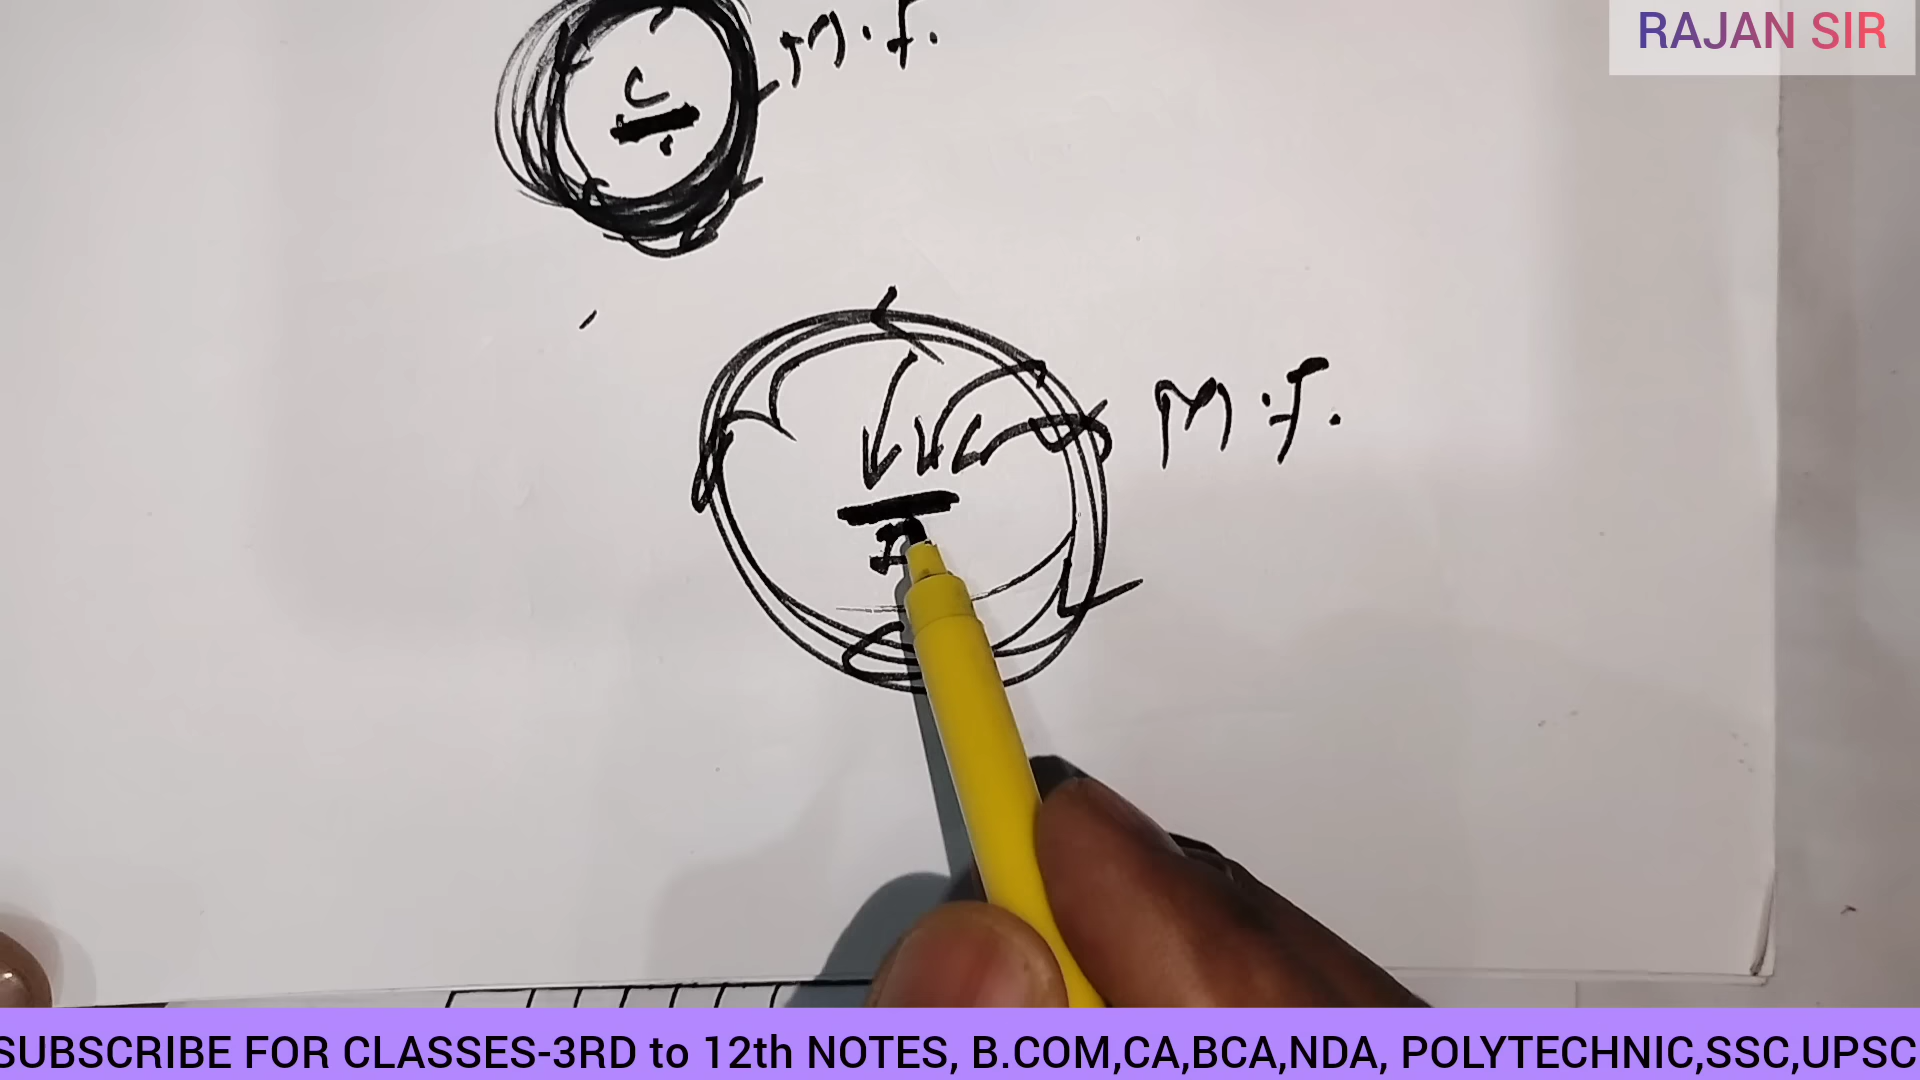 RAJAN SIR
M.F.
C
M.F.
SUBSCRIBE FOR CLASSES-3RD to 12th NOTES, B.COM,CA,BCA,NDA, POLYTECHNIC,SSC,UPSC